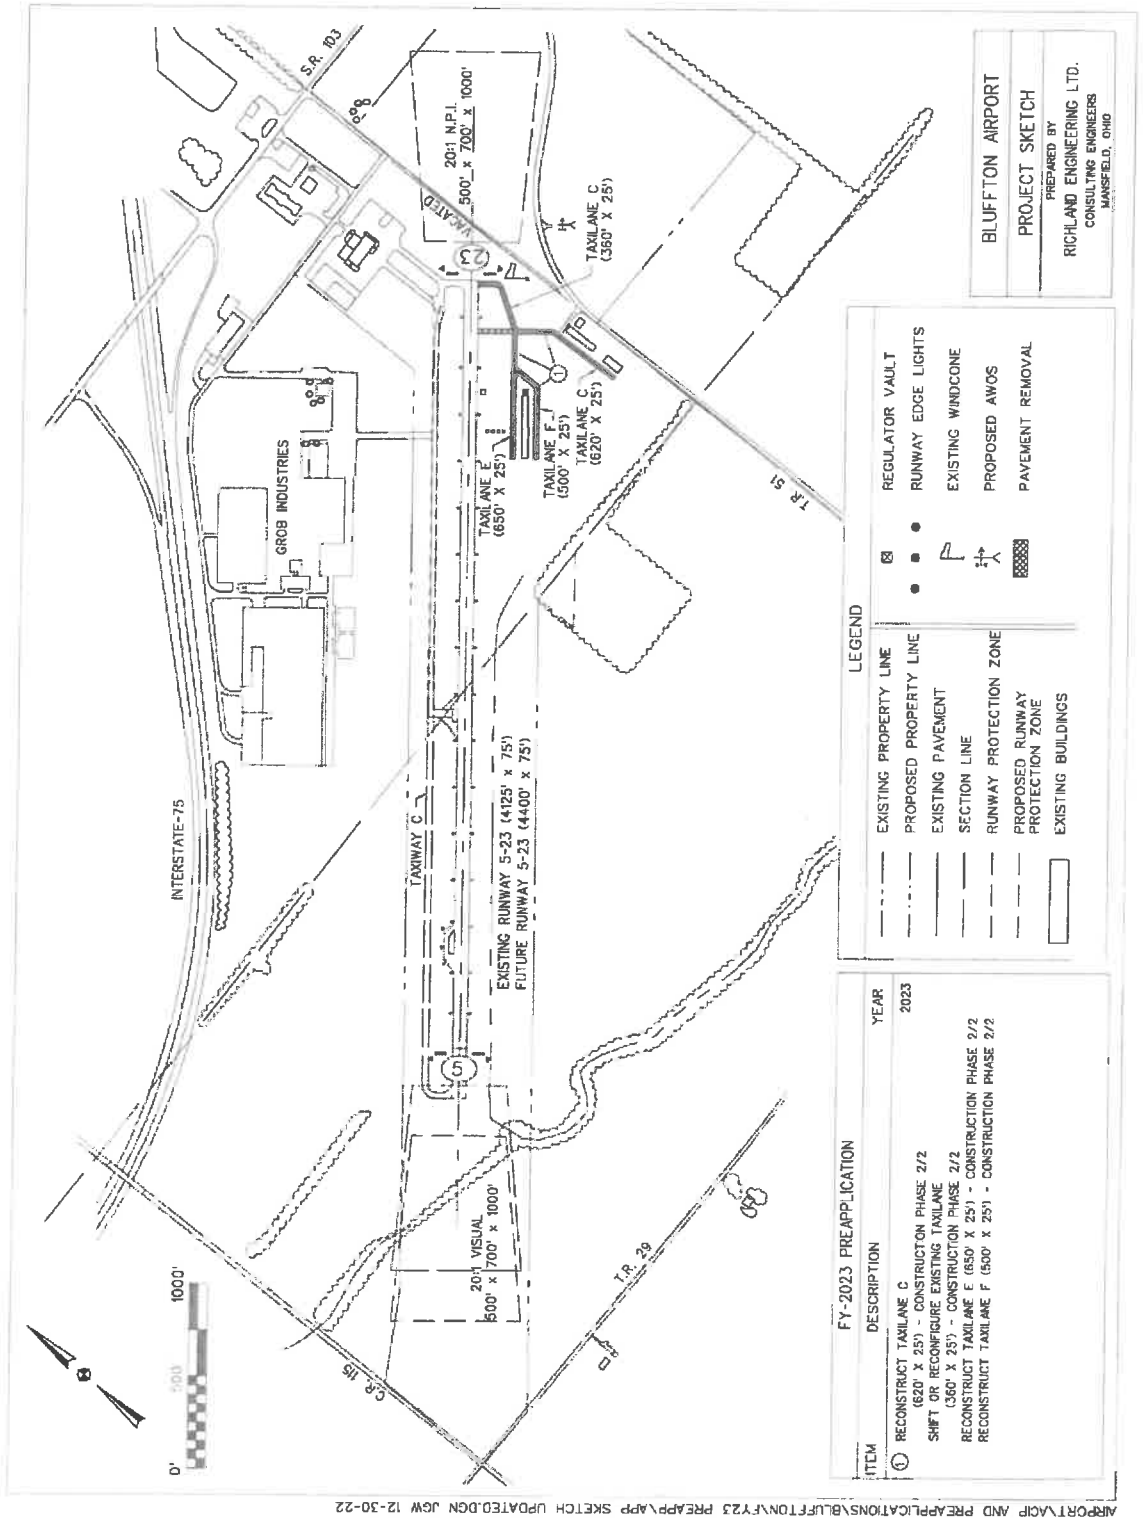 S.R. 103
20:1 N.P.I.
500' x 700' x 1000'
VACATED
23
TAXILANE C
(360' X 25')
1
TAXILANE C
(620' X 25')
TAXILANE F
(500' X 25')
TAXILANE E
(650' X 25')
GROB INDUSTRIES
T.R. 51
INTERSTATE-75
TAXIWAY C
EXISTING RUNWAY 5-23 (4125' x 75')
FUTURE RUNWAY 5-23 (4400' x 75')
5
20:1 VISUAL
500' x 700' x 1000'
T.R. 29
C.R. 115
0' 500 1000'
BLUFFTON AIRPORT
PROJECT SKETCH
PREPARED BY
RICHLAND ENGINEERING LTD.
CONSULTING ENGINEERS
MANSFIELD, OHIO
LEGEND
EXISTING PROPERTY LINE
PROPOSED PROPERTY LINE
EXISTING PAVEMENT
SECTION LINE
RUNWAY PROTECTION ZONE
PROPOSED RUNWAY
PROTECTION ZONE
EXISTING BUILDINGS
REGULATOR VAULT
RUNWAY EDGE LIGHTS
EXISTING WINDCONE
PROPOSED AWOS
PAVEMENT REMOVAL
FY-2023 PREAPPLICATION
ITEM DESCRIPTION YEAR
1 RECONSTRUCT TAXILANE C 2023
(620' X 25') - CONSTRUCTION PHASE 2/2
SHIFT OR RECONFIGURE EXISTING TAXILANE
(360' X 25') - CONSTRUCTION PHASE 2/2
RECONSTRUCT TAXILANE E (650' X 25') - CONSTRUCTION PHASE 2/2
RECONSTRUCT TAXILANE F (500' X 25') - CONSTRUCTION PHASE 2/2
AIRPORT\ACIP AND PREAPPLICATIONS\BLUFFTON\FY23 PREAPP\APP SKETCH UPDATED.DGN JGW 12-30-22